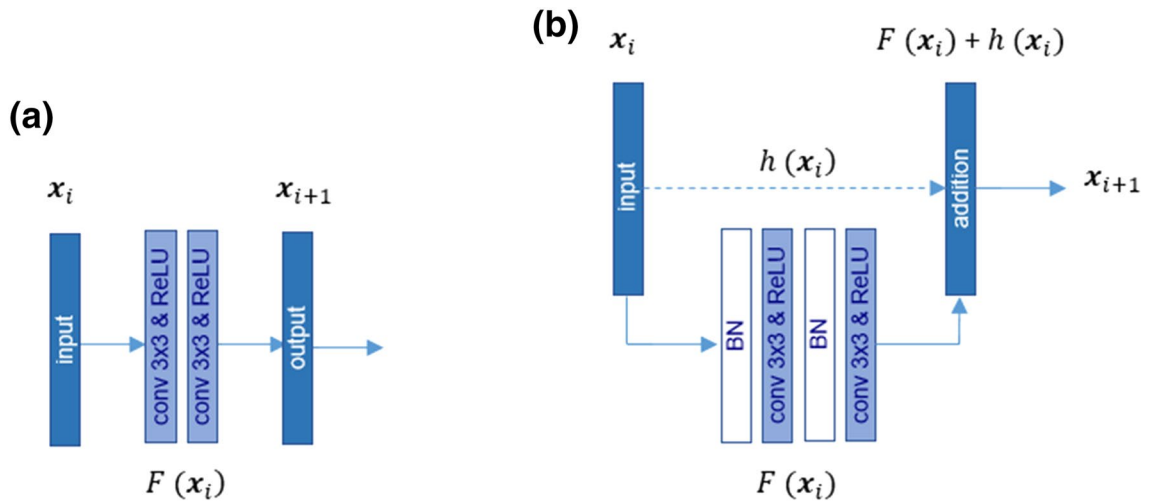 (a)
x_i
x_{i+1}
input
conv 3x3 & ReLU
conv 3x3 & ReLU
output
F (x_i)
(b)
x_i
F (x_i) + h (x_i)
input
h (x_i)
addition
x_{i+1}
BN
conv 3x3 & ReLU
BN
conv 3x3 & ReLU
F (x_i)